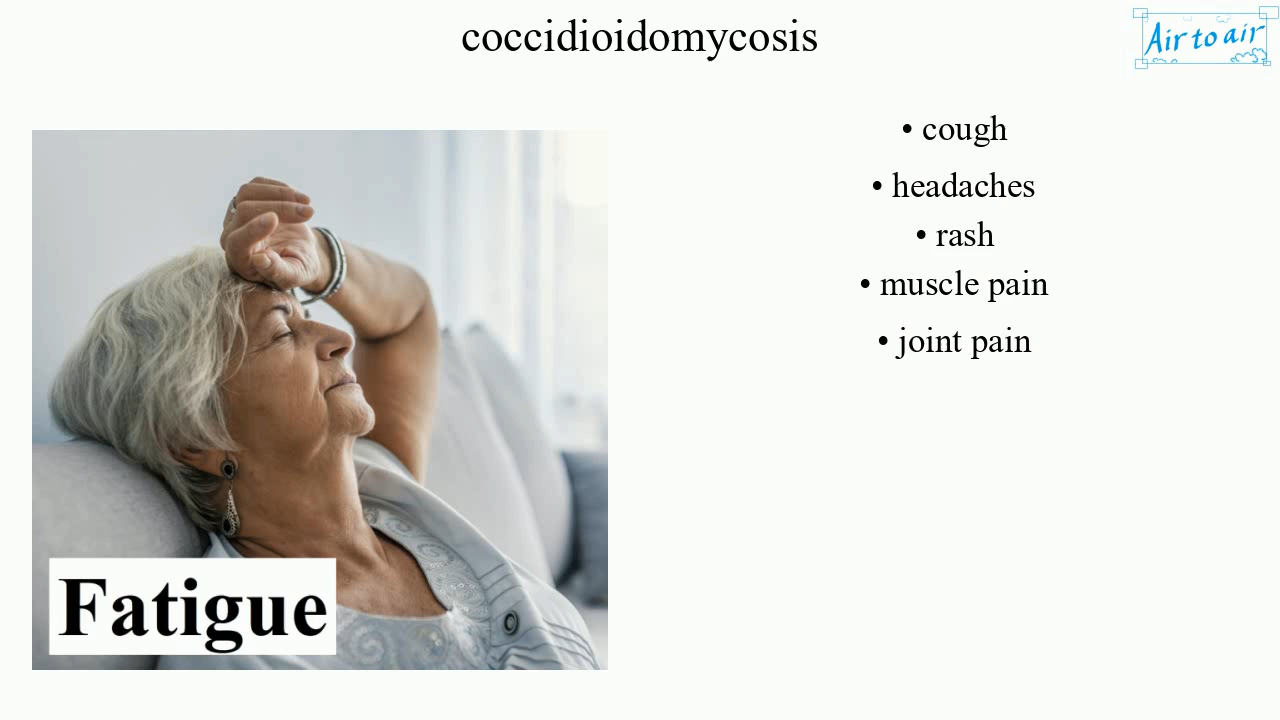 coccidioidomycosis
Air to air
• cough
• headaches
• rash
• muscle pain
• joint pain
Fatigue